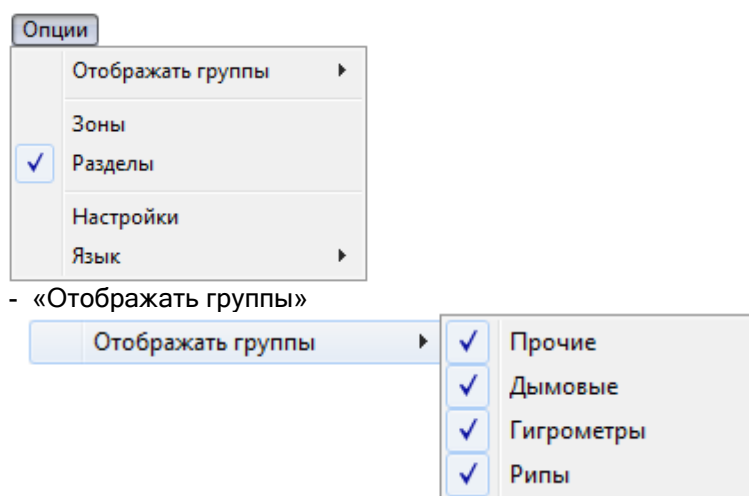 Опции
Отображать группы
Зоны
Разделы
Настройки
Язык
- «Отображать группы»
Отображать группы
Прочие
Дымовые
Гигрометры
Рипы